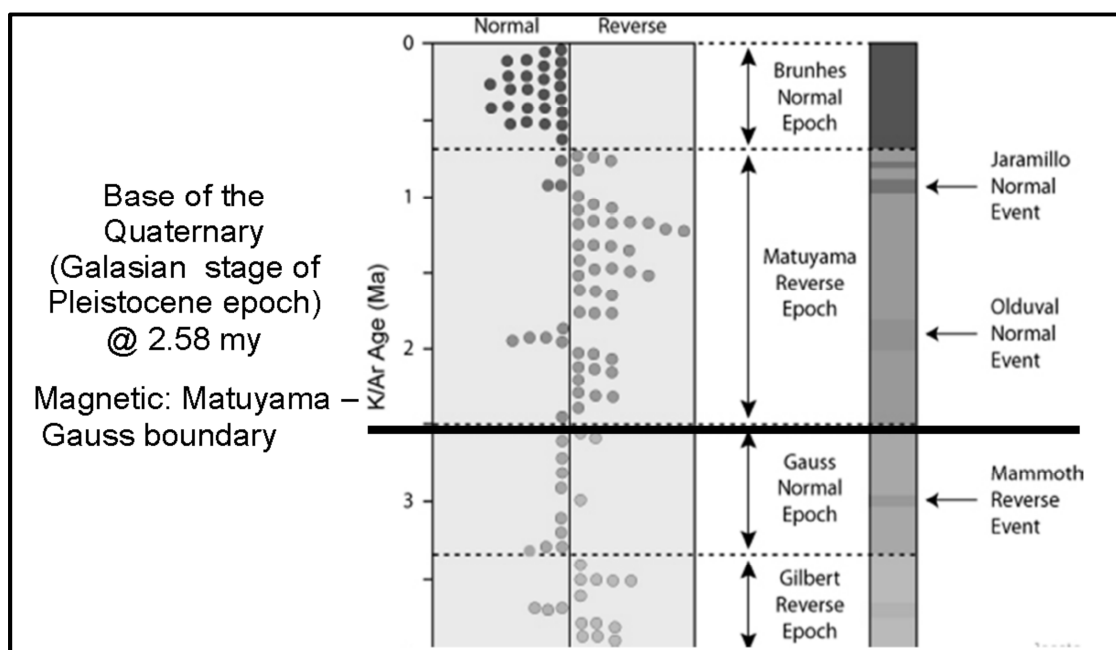 Normal
Reverse
0
1
2
3
K/Ar Age (Ma)
Base of the
Quaternary
(Galasian stage of
Pleistocene epoch)
@ 2.58 my
Magnetic: Matuyama –
Gauss boundary
Brunhes
Normal
Epoch
Matuyama
Reverse
Epoch
Gauss
Normal
Epoch
Gilbert
Reverse
Epoch
Jaramillo
Normal
Event
Olduval
Normal
Event
Mammoth
Reverse
Event